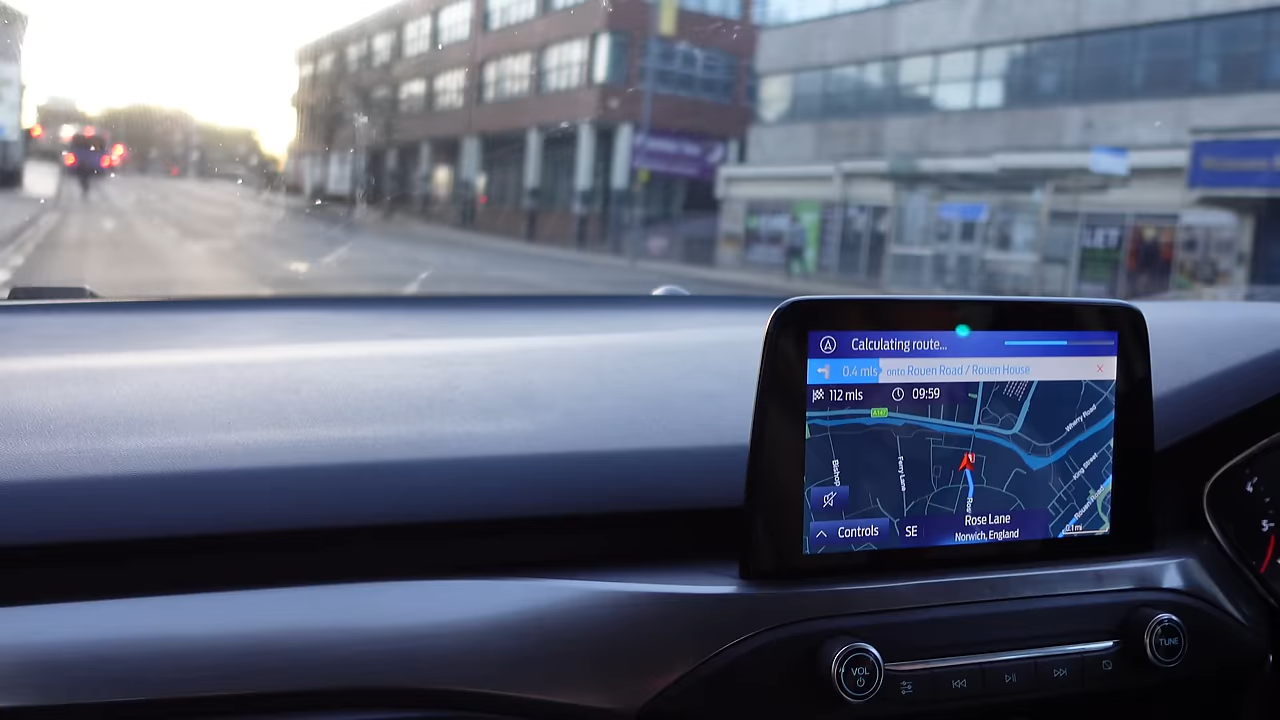 LET
Calculating route...
0.4 mls onto Rouen Road / Rouen House
112 mls 09:59
A147
Wherry Road
Bishop
Ferry Lane
King Street
Rouen Road
Rose
Controls SE Rose Lane
Norwich, England
0.1 mi
VOL
TUNE